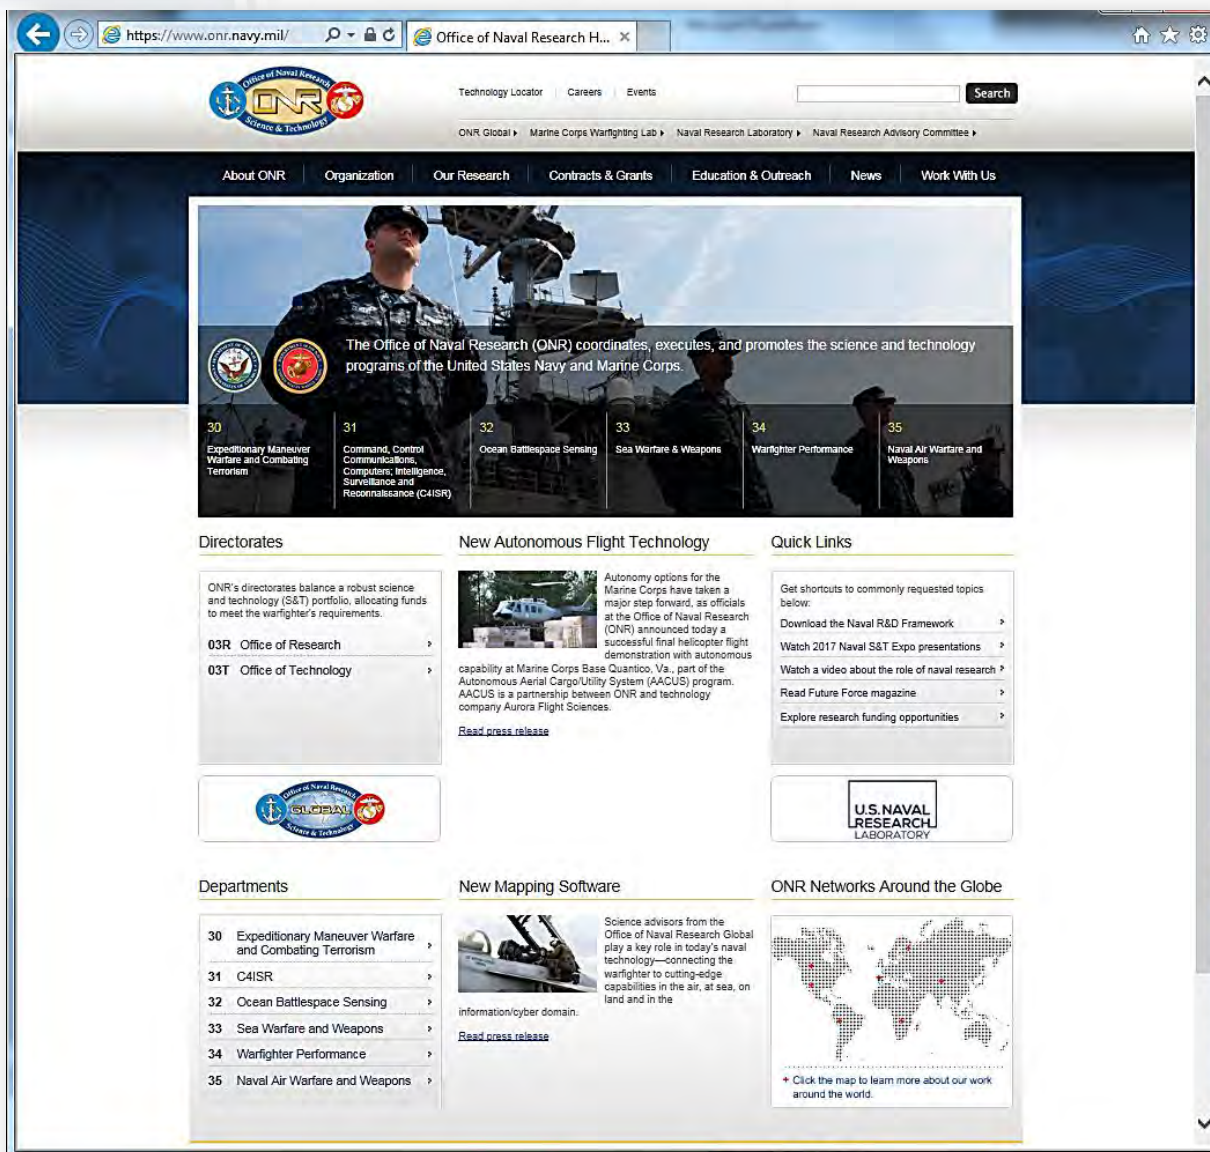 https://www.onr.navy.mil/
Office of Naval Research H...
Office of Naval Research
ONR
Science & Technology
Technology Locator
Careers
Events
Search
ONR Global
Marine Corps Warfighting Lab
Naval Research Laboratory
Naval Research Advisory Committee
About ONR
Organization
Our Research
Contracts & Grants
Education & Outreach
News
Work With Us
The Office of Naval Research (ONR) coordinates, executes, and promotes the science and technology
programs of the United States Navy and Marine Corps.
30
Expeditionary Maneuver
Warfare and Combating
Terrorism
31
Command, Control
Communications,
Computers; Intelligence,
Surveillance and
Reconnaissance (C4ISR)
32
Ocean Battlespace Sensing
33
Sea Warfare & Weapons
34
Warfighter Performance
35
Naval Air Warfare and
Weapons
Directorates
ONR's directorates balance a robust science
and technology (S&T) portfolio, allocating funds
to meet the warfighter's requirements.
03R Office of Research
03T Office of Technology
New Autonomous Flight Technology
Autonomy options for the
Marine Corps have taken a
major step forward, as officials
at the Office of Naval Research
(ONR) announced today a
successful final helicopter flight
demonstration with autonomous
capability at Marine Corps Base Quantico, Va., part of the
Autonomous Aerial Cargo/Utility System (AACUS) program.
AACUS is a partnership between ONR and technology
company Aurora Flight Sciences.
Read press release
Quick Links
Get shortcuts to commonly requested topics
below:
Download the Naval R&D Framework
Watch 2017 Naval S&T Expo presentations
Watch a video about the role of naval research
Read Future Force magazine
Explore research funding opportunities
Office of Naval Research
GLOBAL
Science & Technology
U.S. NAVAL
RESEARCH
LABORATORY
Departments
30 Expeditionary Maneuver Warfare
and Combating Terrorism
31 C4ISR
32 Ocean Battlespace Sensing
33 Sea Warfare and Weapons
34 Warfighter Performance
35 Naval Air Warfare and Weapons
New Mapping Software
Science advisors from the
Office of Naval Research Global
play a key role in today's naval
technology—connecting the
warfighter to cutting-edge
capabilities in the air, at sea, on
land and in the
information/cyber domain.
Read press release
ONR Networks Around the Globe
Click the map to learn more about our work
around the world.